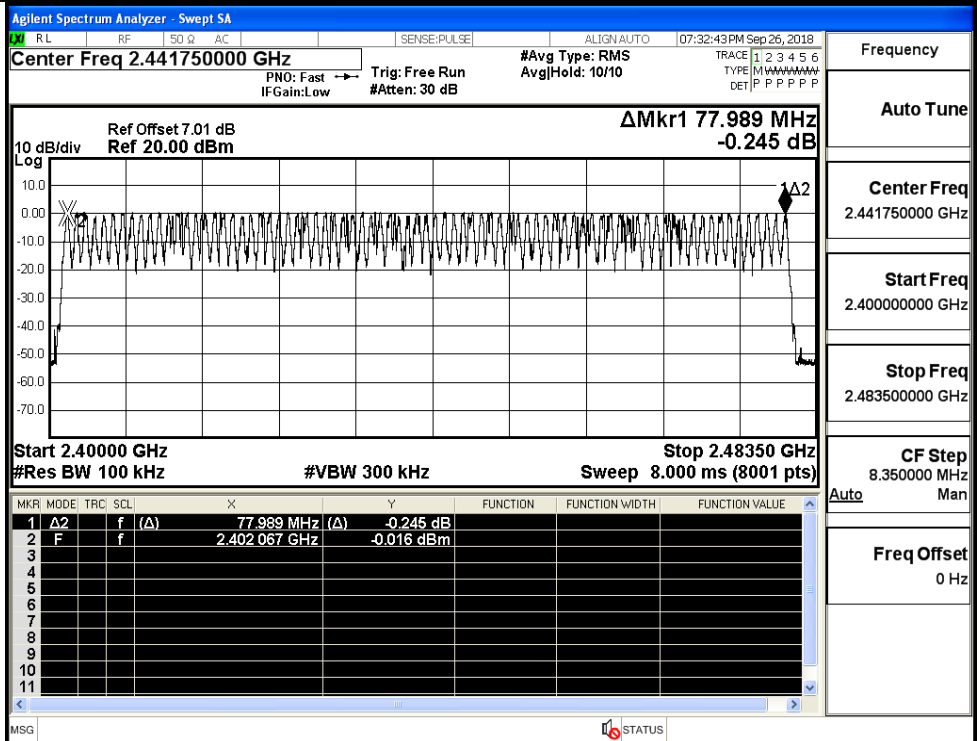 Agilent Spectrum Analyzer - Swept SA
LXI RL RF 50 Ω AC SENSE:PULSE ALIGN AUTO 07:32:43 PM Sep 26, 2018
Center Freq 2.441750000 GHz
PNO: Fast
IFGain:Low
Trig: Free Run
#Atten: 30 dB
#Avg Type: RMS
Avg|Hold: 10/10
TRACE 1 2 3 4 5 6
TYPE M WWWWW
DET P P P P P P
ΔMkr1 77.989 MHz
-0.245 dB
Ref Offset 7.01 dB
10 dB/div Ref 20.00 dBm
Log
10.0
0.00
-10.0
-20.0
-30.0
-40.0
-50.0
-60.0
-70.0
2
1Δ2
Start 2.40000 GHz Stop 2.48350 GHz
#Res BW 100 kHz #VBW 300 kHz Sweep 8.000 ms (8001 pts)
MKR MODE TRC SCL X Y FUNCTION FUNCTION WIDTH FUNCTION VALUE
1 Δ2 f (Δ) 77.989 MHz (Δ) -0.245 dB
2 F f 2.402 067 GHz -0.016 dBm
3
4
5
6
7
8
9
10
11
MSG STATUS
Frequency
Auto Tune
Center Freq
2.441750000 GHz
Start Freq
2.400000000 GHz
Stop Freq
2.483500000 GHz
CF Step
8.350000 MHz
Auto Man
Freq Offset
0 Hz